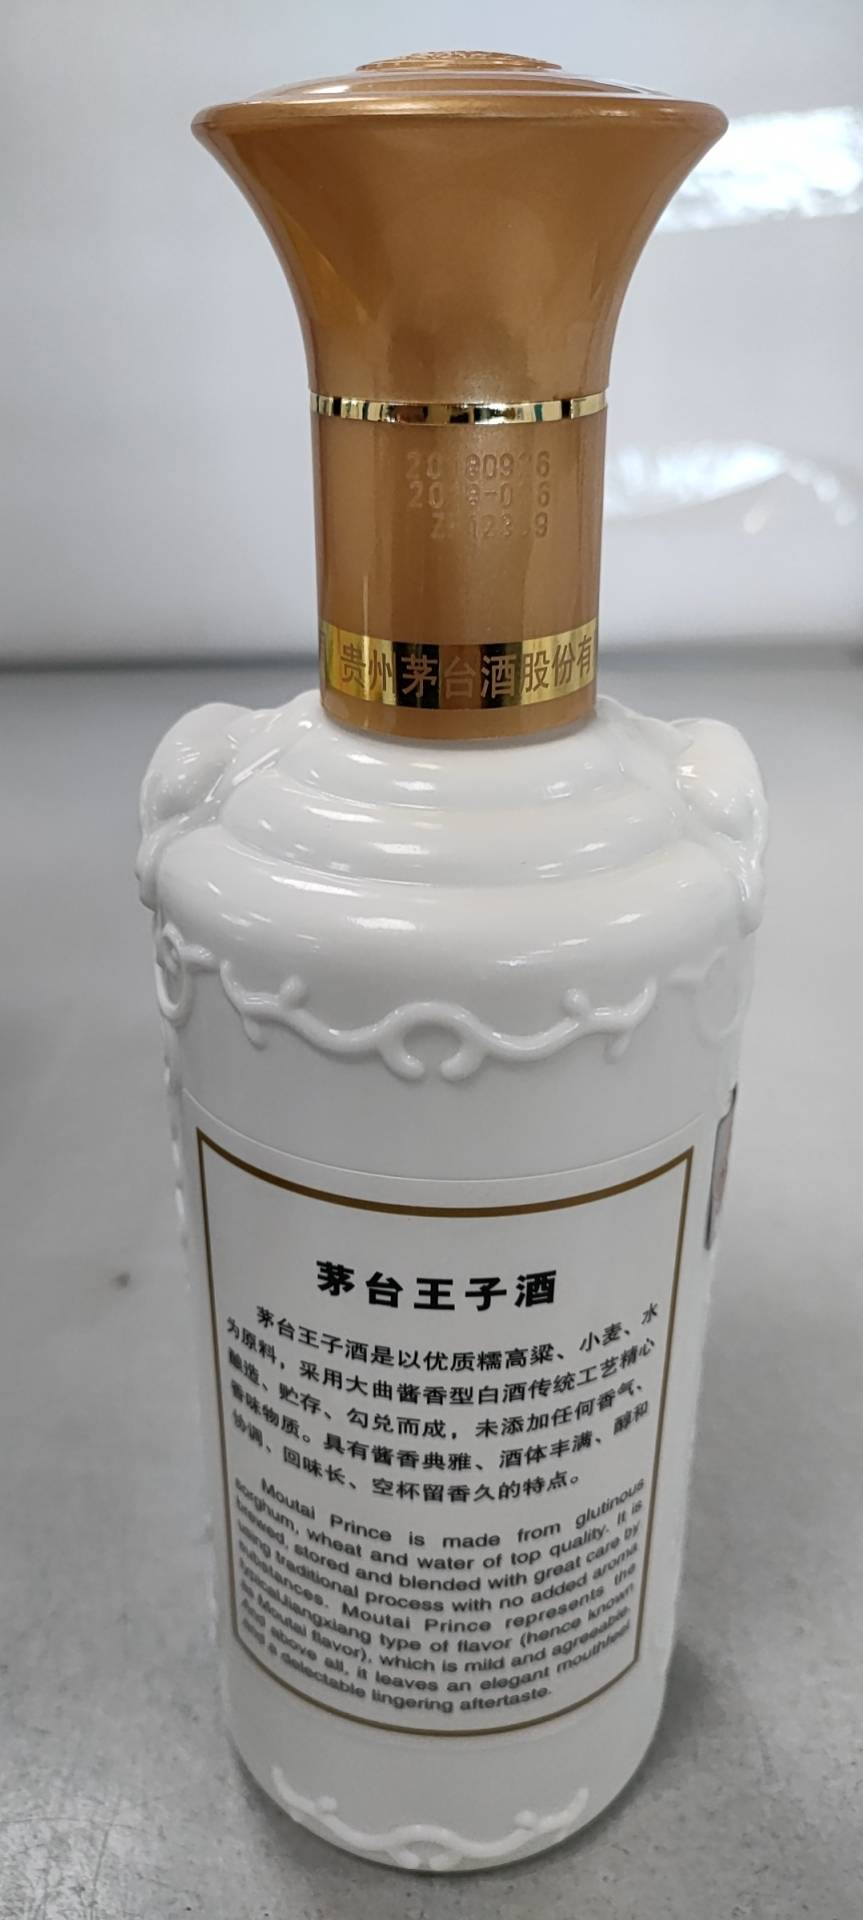 贵州茅台酒股份有
茅台王子酒
茅台王子酒是以优质糯高粱、小麦、水
为原料，采用大曲酱香型白酒传统工艺精心
酿造、贮存、勾兑而成，未添加任何香气、
香味物质。具有酱香典雅、酒体丰满、醇和
协调、回味长、空杯留香久的特点。
Moutai Prince is made from glutinous
sorghum, wheat and water of top quality. It is
brewed, stored and blended with great care by
using traditional process with no added aroma
substances. Moutai Prince represents the
typicalJiangxiang type of flavor (hence known
as Moutai flavor), which is mild and agreeable.
And above all, it leaves an elegant mouthfeel
and a delectable lingering aftertaste.